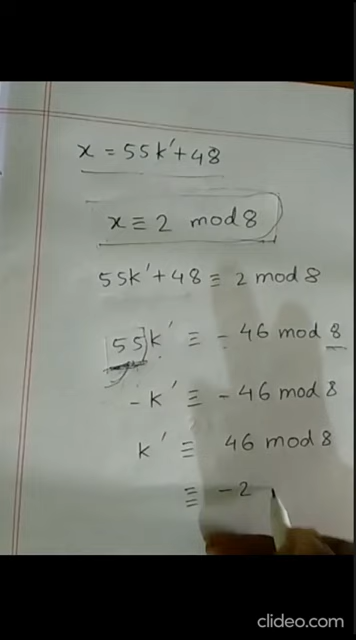 x = 55k' + 48
x ≡ 2 mod 8
55k' + 48 ≡ 2 mod 8
55k' ≡ - 46 mod 8
-k' ≡ - 46 mod 8
k' ≡ 46 mod 8
≡ -2
clideo.com